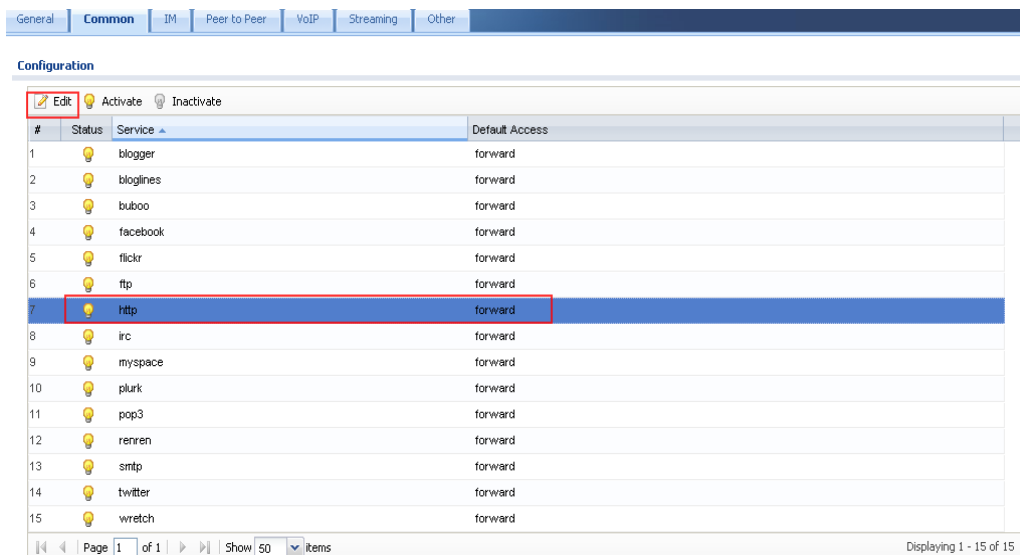 General Common IM Peer to Peer VoIP Streaming Other
Configuration
Edit Activate Inactivate
# Status Service Default Access
1 blogger forward
2 bloglines forward
3 buboo forward
4 facebook forward
5 flickr forward
6 ftp forward
7 http forward
8 irc forward
9 myspace forward
10 plurk forward
11 pop3 forward
12 renren forward
13 smtp forward
14 twitter forward
15 wretch forward
Page 1 of 1 Show 50 items Displaying 1 - 15 of 15